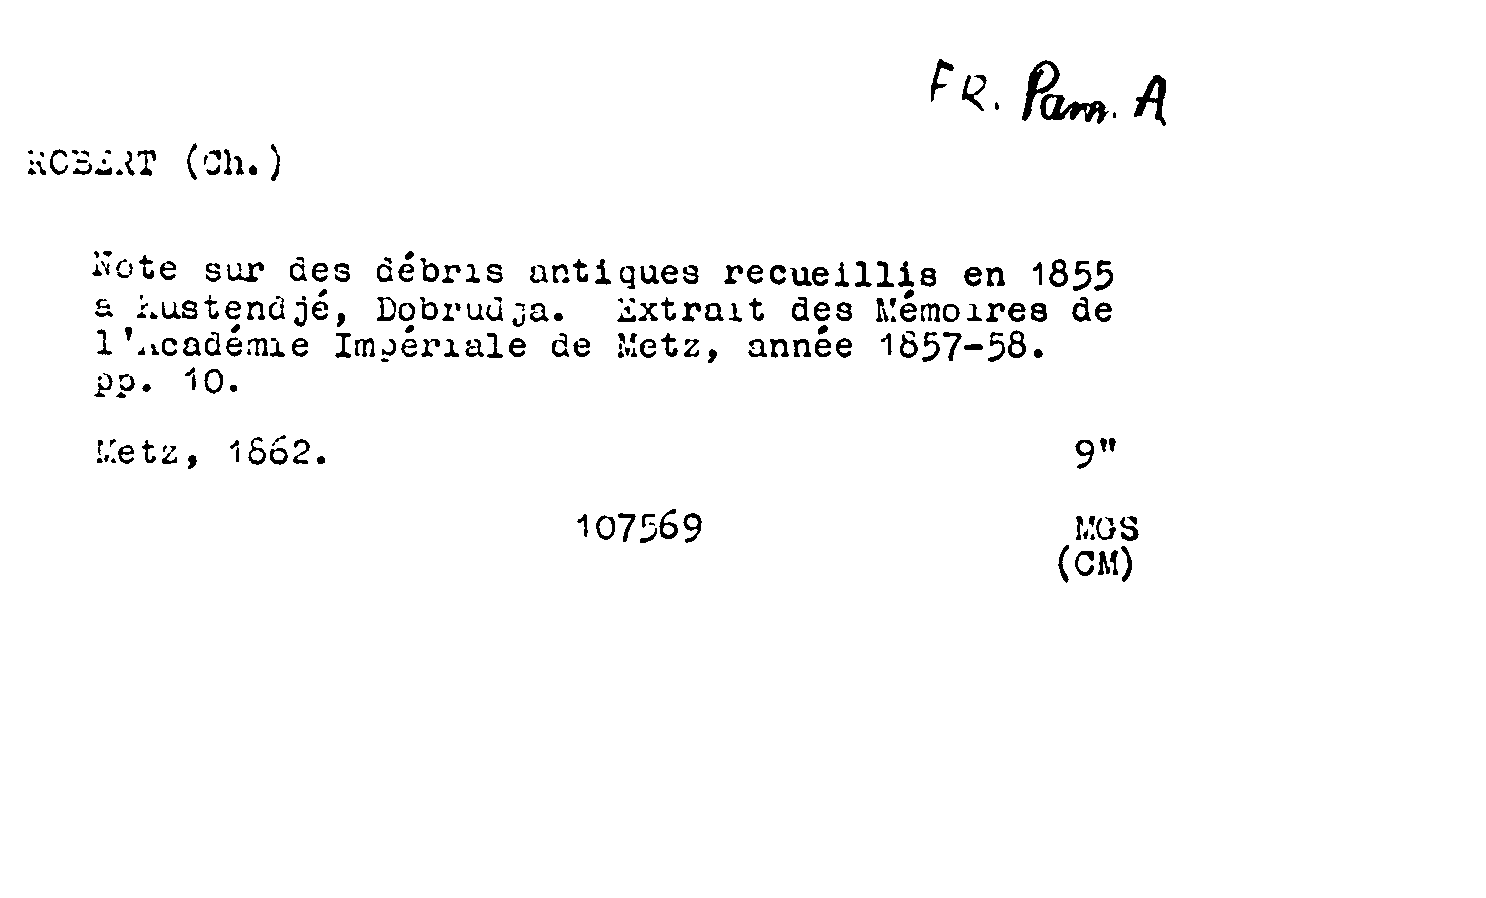 FR. Pam. A
ROBERT (Ch.)
Note sur des débris antiques recueillis en 1855
a Kustendjé, Dobrudja. Extrait des Mémoires de
l'Académie Impériale de Metz, année 1857-58.
pp. 10.
Metz, 1862. 9"
107569 MGS
(CM)